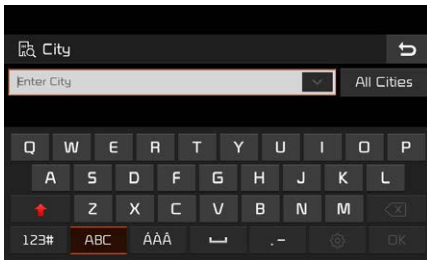 City
Enter City All Cities
Q W E R T Y U I O P
A S D F G H J K L
Z X C V B N M
123# ABC ÁÀÂ .- OK